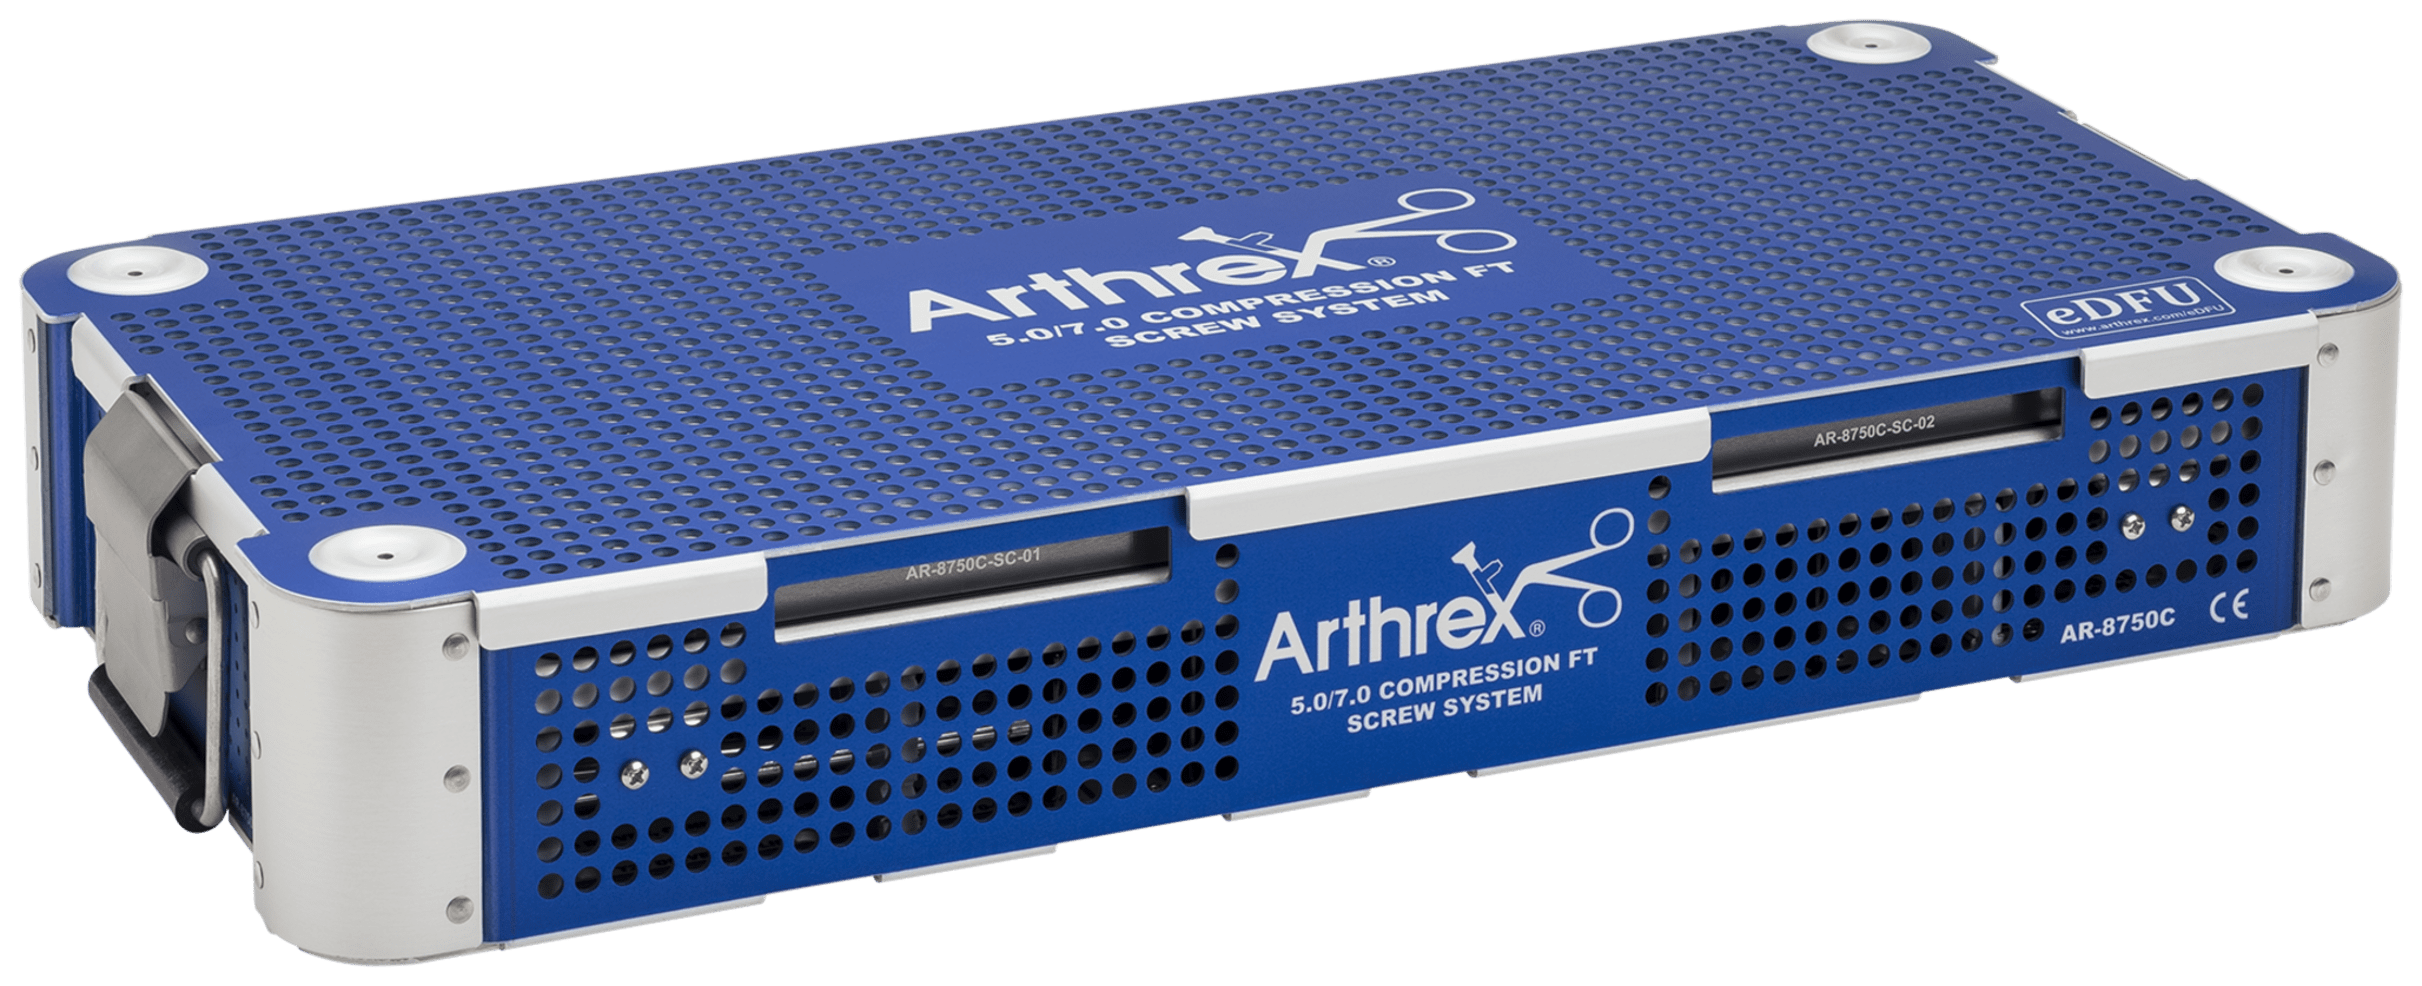 Arthrex®
5.0/7.0 COMPRESSION FT
SCREW SYSTEM
eDFU
www.arthrex.com/eDFU
AR-8750C-SC-01
AR-8750C-SC-02
Arthrex®
5.0/7.0 COMPRESSION FT
SCREW SYSTEM
AR-8750C CE